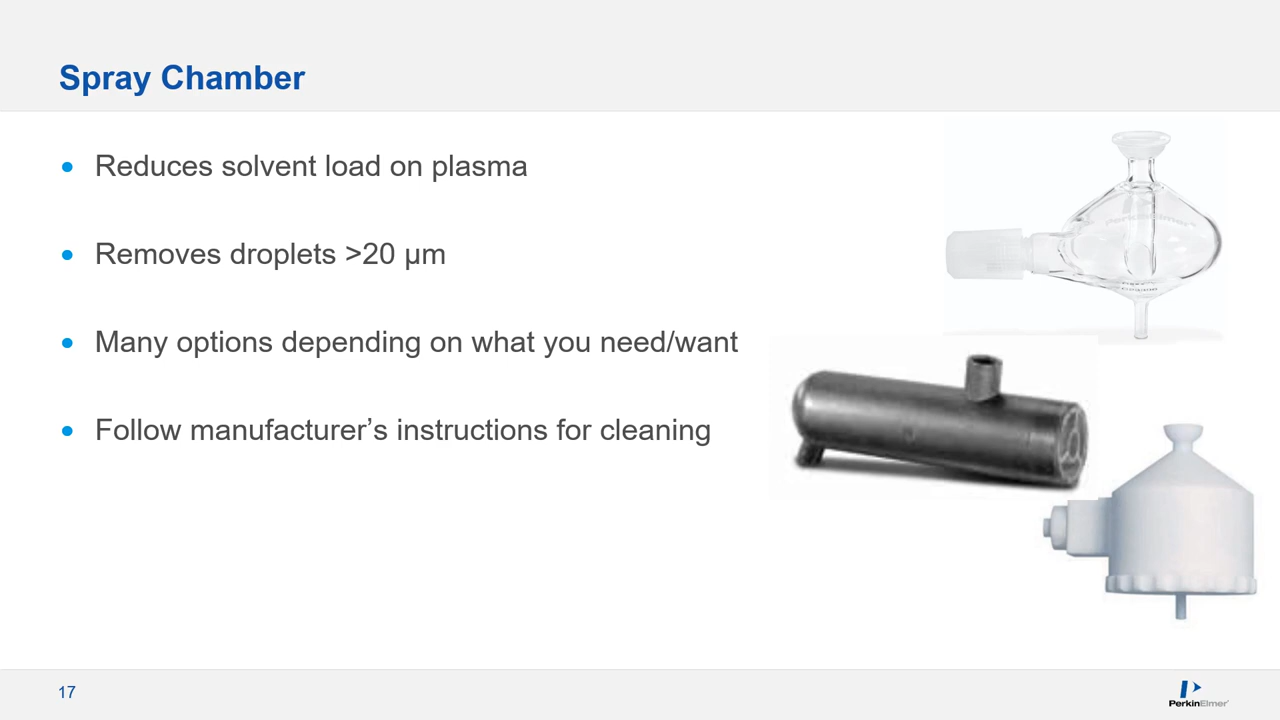 Spray Chamber
Reduces solvent load on plasma
Removes droplets >20 µm
Many options depending on what you need/want
Follow manufacturer’s instructions for cleaning
17
PerkinElmer